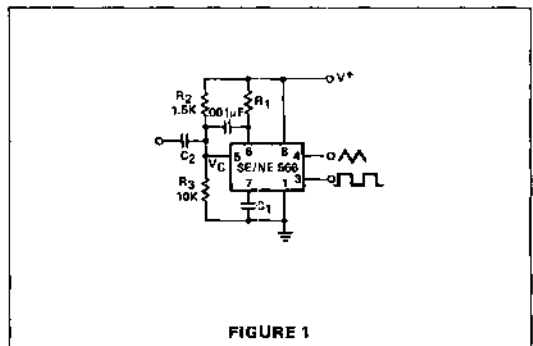 V+
R2
1.5K
.001µF
R1
C2
VC
5
6
8
4
SE/NE 566
3
7
1
R3
10K
C1
FIGURE 1